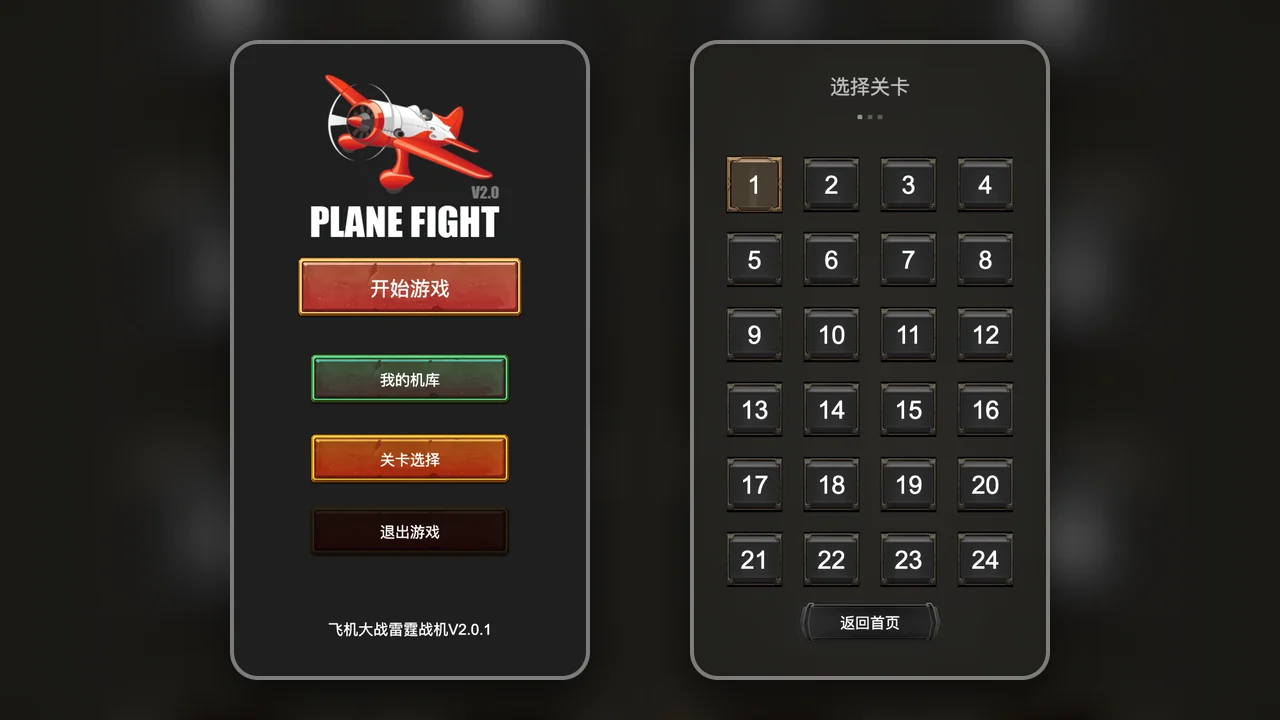 V2.0
PLANE FIGHT
开始游戏
我的机库
关卡选择
退出游戏
飞机大战雷霆战机V2.0.1
选择关卡
1 2 3 4
5 6 7 8
9 10 11 12
13 14 15 16
17 18 19 20
21 22 23 24
返回首页